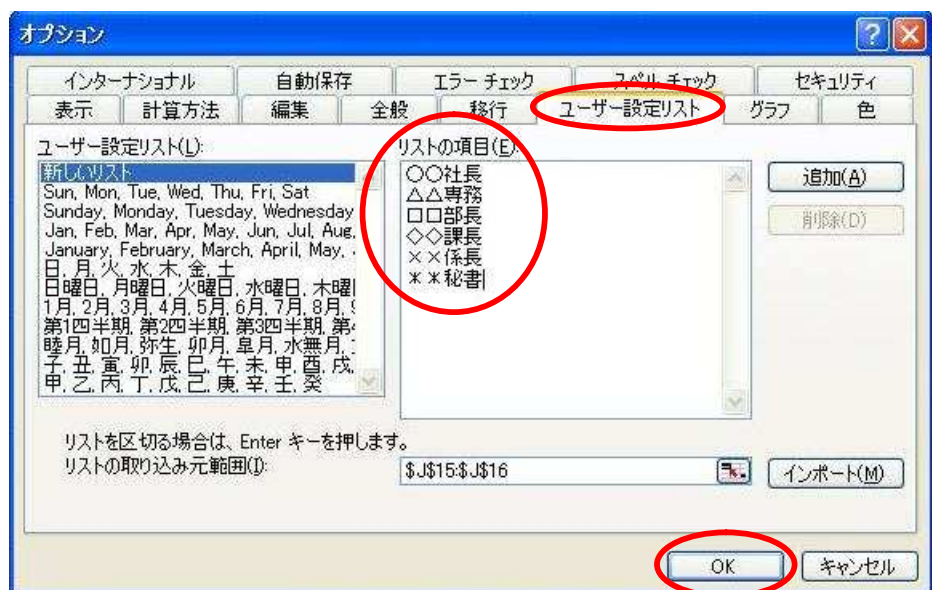 オプション
インターナショナル 自動保存 エラー チェック スペル チェック セキュリティ
表示 計算方法 編集 全般 移行 ユーザー設定リスト グラフ 色
ユーザー設定リスト(L):
新しいリスト
Sun, Mon, Tue, Wed, Thu, Fri, Sat
Sunday, Monday, Tuesday, Wednesday
Jan, Feb, Mar, Apr, May, Jun, Jul, Aug,
January, February, March, April, May,
日, 月, 火, 水, 木, 金, 土
日曜日, 月曜日, 火曜日, 水曜日, 木曜
1月, 2月, 3月, 4月, 5月, 6月, 7月, 8月,
第1四半期, 第2四半期, 第3四半期, 第
睦月, 如月, 弥生, 卯月, 皐月, 水無月,
子, 丑, 寅, 卯, 辰, 巳, 午, 未, 申, 酉, 戌,
甲, 乙, 丙, 丁, 戊, 己, 庚, 辛, 壬, 癸
リストの項目(E):
○○社長
△△専務
□□部長
◇◇課長
××係長
**秘書
追加(A)
削除(D)
リストを区切る場合は、Enter キーを押します。
リストの取り込み元範囲(I):
$J$15:$J$16
インポート(M)
OK
キャンセル